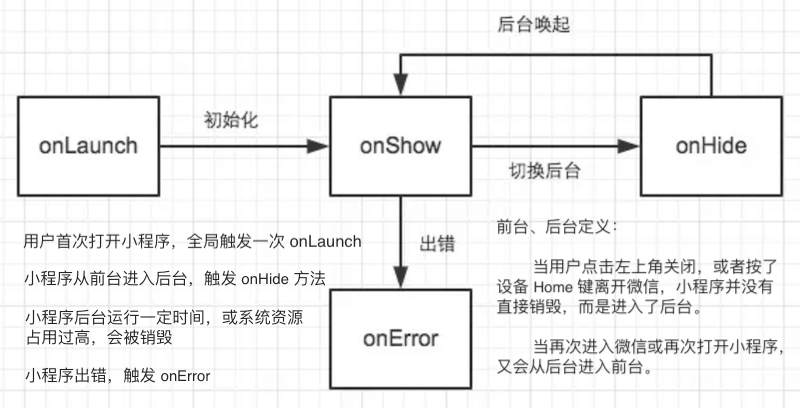 后台唤起
onLaunch
初始化
onShow
切换后台
onHide
出错
onError
用户首次打开小程序，全局触发一次 onLaunch
小程序从前台进入后台，触发 onHide 方法
小程序后台运行一定时间，或系统资源
占用过高，会被销毁
小程序出错，触发 onError
前台、后台定义：
当用户点击左上角关闭，或者按了
设备 Home 键离开微信，小程序并没有
直接销毁，而是进入了后台。
当再次进入微信或再次打开小程序，
又会从后台进入前台。